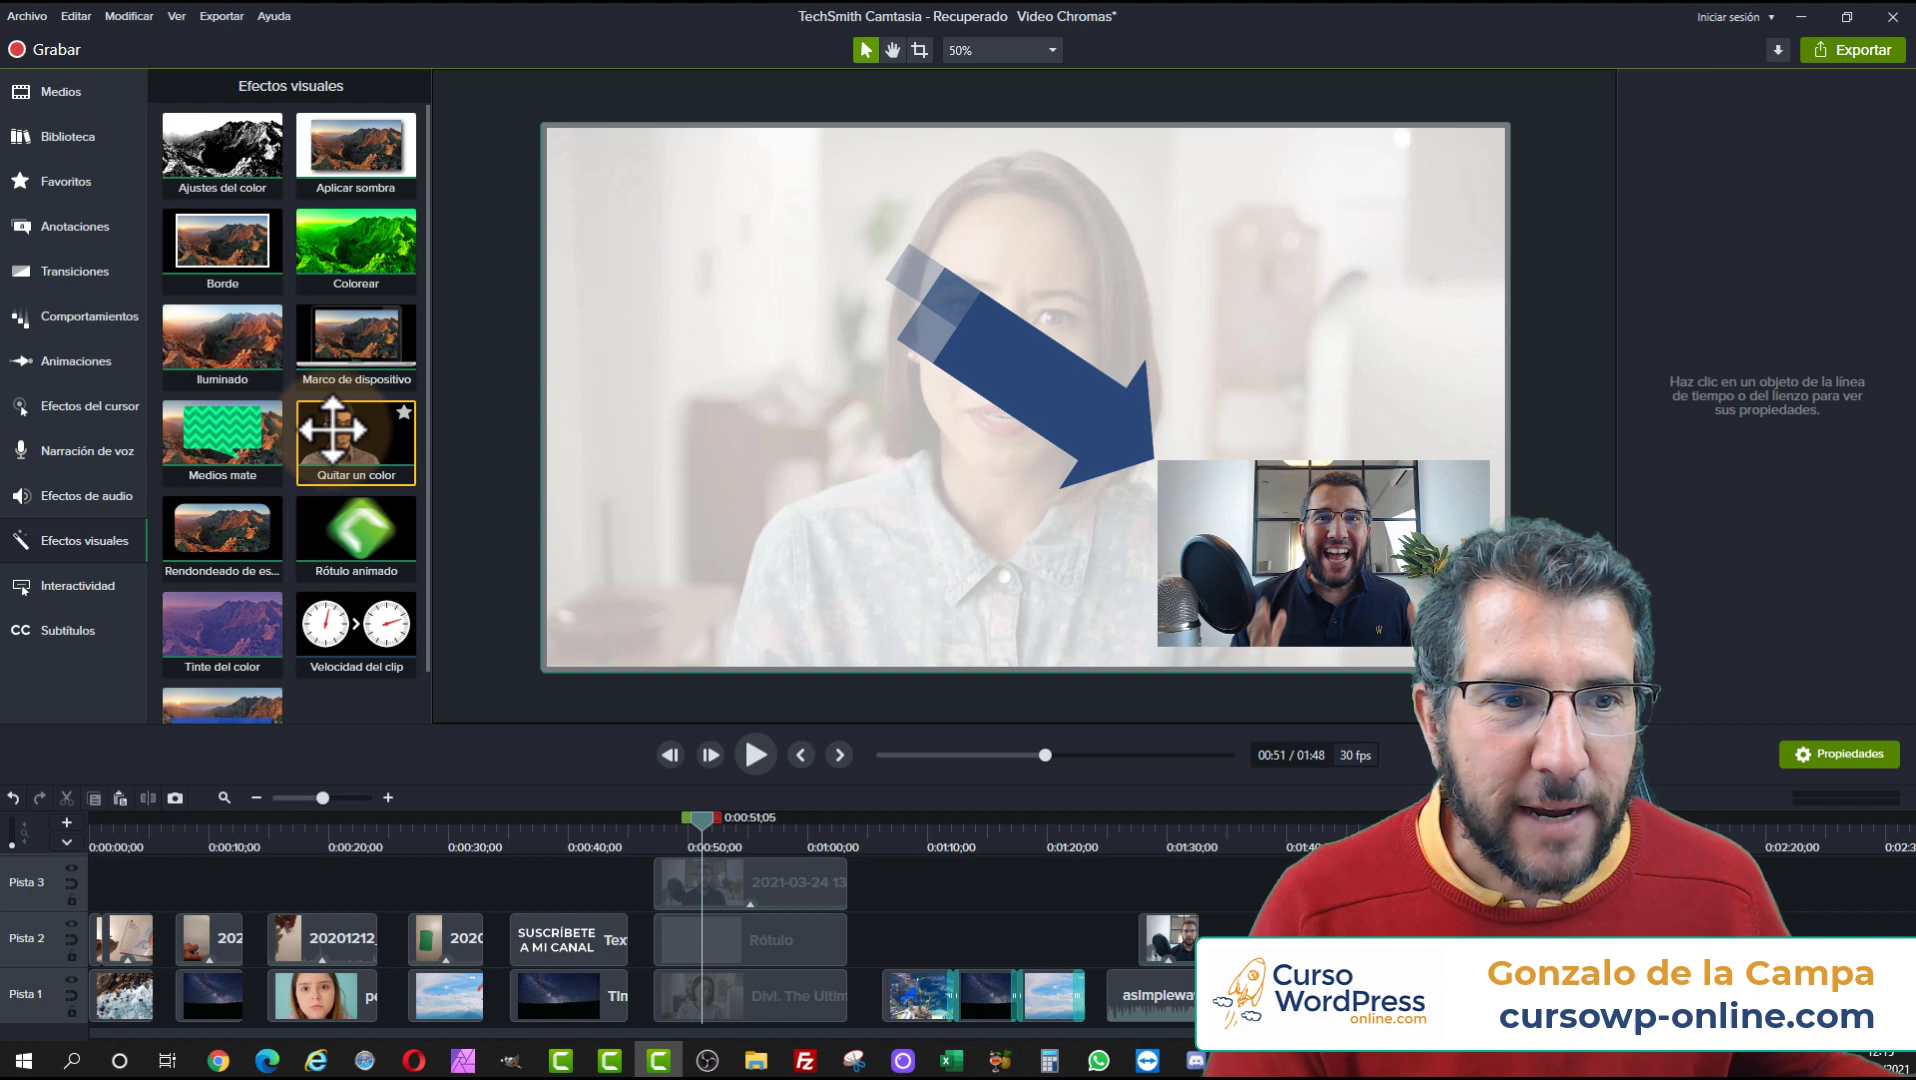 Archivo Editar Modificar Ver Exportar Ayuda
TechSmith Camtasia - Recuperado Video Chromas*
Iniciar sesión
Grabar
50%
Exportar
Medios
Biblioteca
Favoritos
Anotaciones
Transiciones
Comportamientos
Animaciones
Efectos del cursor
Narración de voz
Efectos de audio
Efectos visuales
Interactividad
CC Subtítulos
Efectos visuales
Ajustes del color
Aplicar sombra
Borde
Colorear
Iluminado
Marco de dispositivo
Medios mate
Quitar un color
Rendondeado de es...
Rótulo animado
Tinte del color
Velocidad del clip
Haz clic en un objeto de la línea
de tiempo o del lienzo para ver
sus propiedades.
00:51 / 01:48 30 fps
Propiedades
0:00:51;05
0:00:00;00 0:00:10;00 0:00:20;00 0:00:30;00 0:00:40;00 0:00:50;00 0:01:00;00 0:01:10;00 0:01:20;00 0:01:30;00 0:02:20;00
Pista 3
2021-03-24 13
Pista 2
202
20201212_
2020
SUSCRÍBETE
A MI CANAL
Tex
Rótulo
Pista 1
Divi. The Ultim
asimplewa
Curso
WordPress
online.com
Gonzalo de la Campa
cursowp-online.com